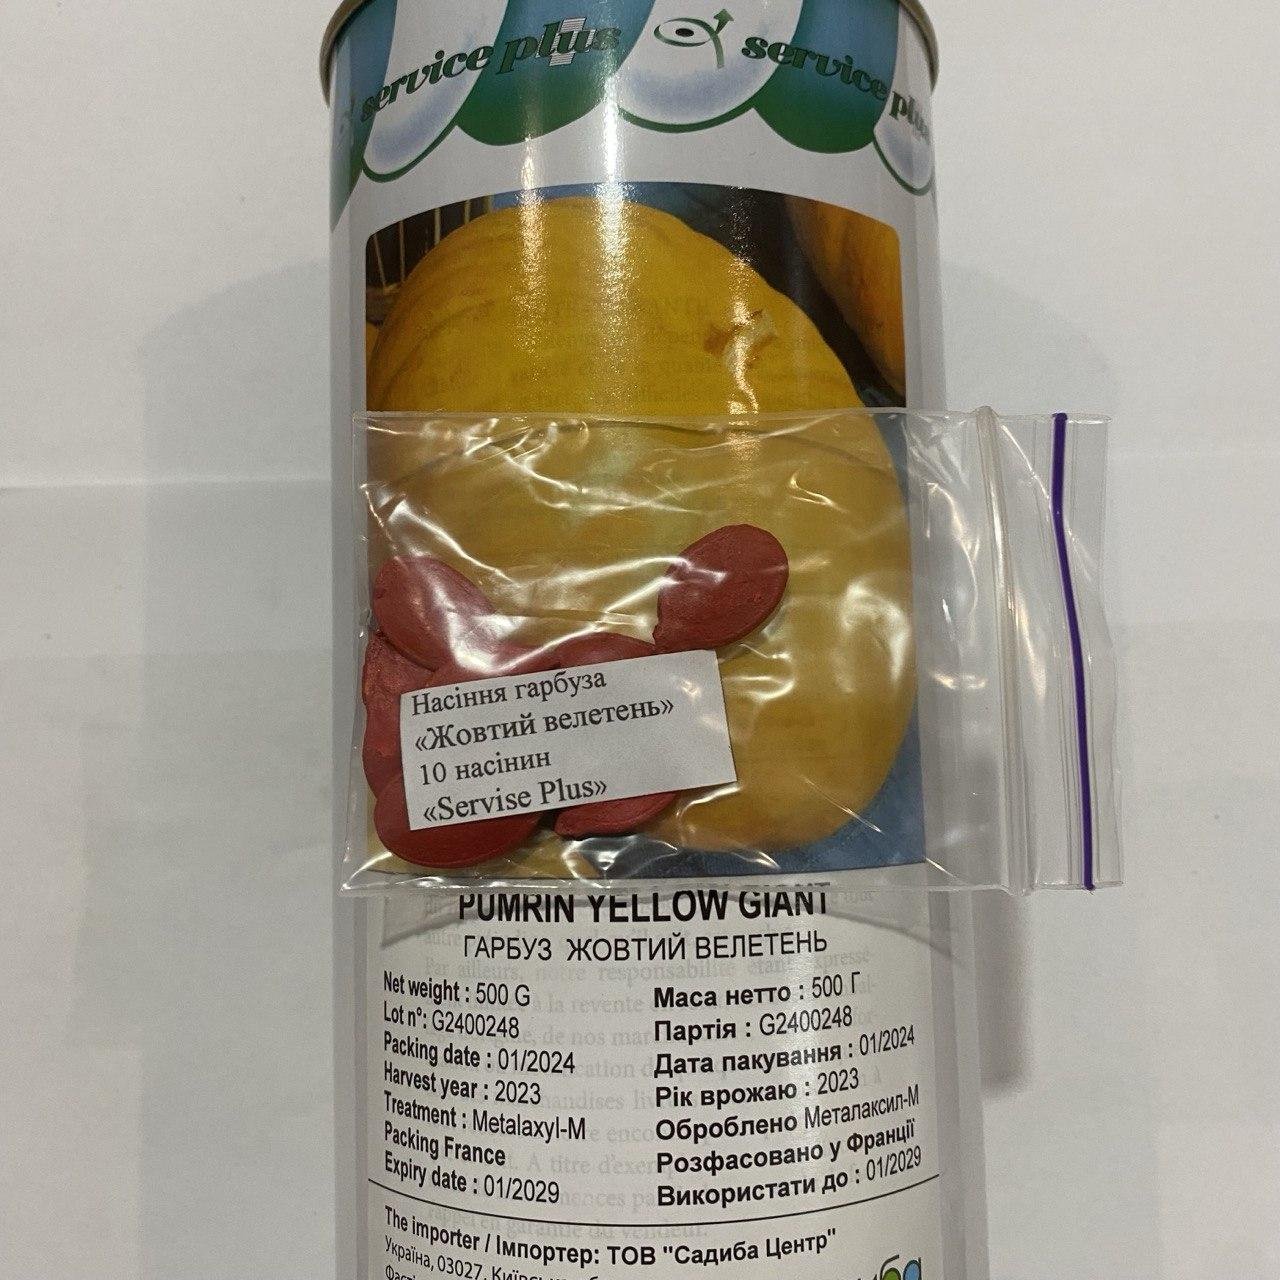 service plus service plus
Насіння гарбуза
«Жовтий велетень»
10 насінин
«Servise Plus»
PUMRIN YELLOW GIANT
ГАРБУЗ ЖОВТИЙ ВЕЛЕТЕНЬ
Net weight : 500 G
Lot n°: G2400248
Packing date : 01/2024
Harvest year : 2023
Treatment : Metalaxyl-M
Packing France
Expiry date : 01/2029
Маса нетто : 500 Г
Партія : G2400248
Дата пакування : 01/2024
Рік врожаю : 2023
Оброблено Металаксил-М
Розфасовано у Франції
Використати до : 01/2029
The importer / Імпортер: ТОВ "Садиба Центр"
Україна, 03027,